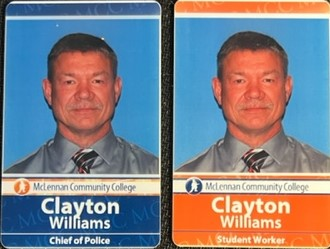 McLennan Community College
Clayton
Williams
Chief of Police
McLennan Community College
Clayton
Williams
Student Worker